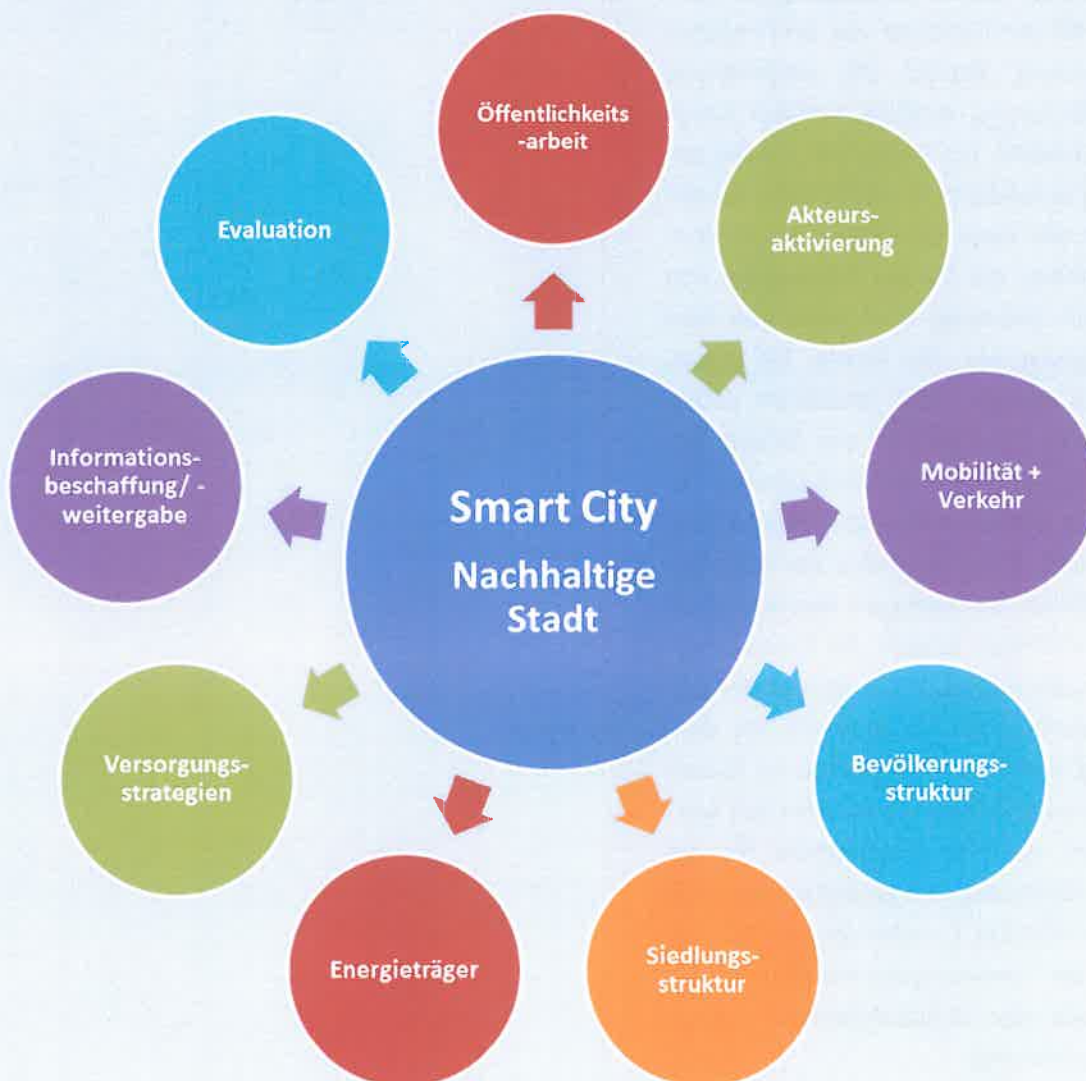 Öffentlichkeits
-arbeit
Akteurs-
aktivierung
Mobilität +
Verkehr
Bevölkerungs-
struktur
Siedlungs-
struktur
Energieträger
Versorgungs-
strategien
Informations-
beschaffung/ -
weitergabe
Evaluation
Smart City
Nachhaltige
Stadt